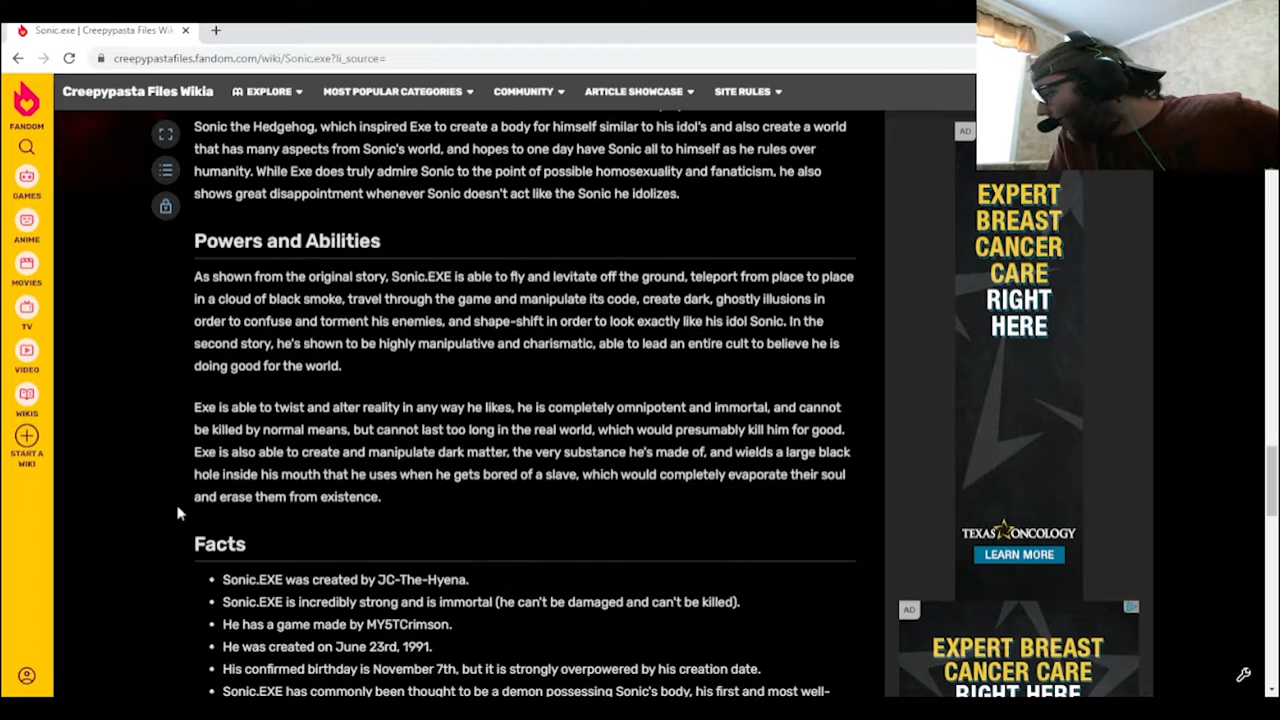 Sonic.exe | Creepypasta Files Wi
creepypastafiles.fandom.com/wiki/Sonic.exe?li_source=
FANDOM
GAMES
ANIME
MOVIES
TV
VIDEO
WIKIS
START A
WIKI
Creepypasta Files Wikia
EXPLORE
MOST POPULAR CATEGORIES
COMMUNITY
ARTICLE SHOWCASE
SITE RULES
Sonic the Hedgehog, which inspired Exe to create a body for himself similar to his idol's and also create a world
that has many aspects from Sonic's world, and hopes to one day have Sonic all to himself as he rules over
humanity. While Exe does truly admire Sonic to the point of possible homosexuality and fanaticism, he also
shows great disappointment whenever Sonic doesn't act like the Sonic he idolizes.
Powers and Abilities
As shown from the original story, Sonic.EXE is able to fly and levitate off the ground, teleport from place to place
in a cloud of black smoke, travel through the game and manipulate its code, create dark, ghostly illusions in
order to confuse and torment his enemies, and shape-shift in order to look exactly like his idol Sonic. In the
second story, he's shown to be highly manipulative and charismatic, able to lead an entire cult to believe he is
doing good for the world.
Exe is able to twist and alter reality in any way he likes, he is completely omnipotent and immortal, and cannot
be killed by normal means, but cannot last too long in the real world, which would presumably kill him for good.
Exe is also able to create and manipulate dark matter, the very substance he's made of, and wields a large black
hole inside his mouth that he uses when he gets bored of a slave, which would completely evaporate their soul
and erase them from existence.
Facts
• Sonic.EXE was created by JC-The-Hyena.
• Sonic.EXE is incredibly strong and is immortal (he can't be damaged and can't be killed).
• He has a game made by MY5TCrimson.
• He was created on June 23rd, 1991.
• His confirmed birthday is November 7th, but it is strongly overpowered by his creation date.
• Sonic.EXE has commonly been thought to be a demon possessing Sonic's body, his first and most well-
AD
EXPERT
BREAST
CANCER
CARE
RIGHT
HERE
TEXAS ONCOLOGY
LEARN MORE
AD
EXPERT BREAST
CANCER CARE
RIGHT HERE